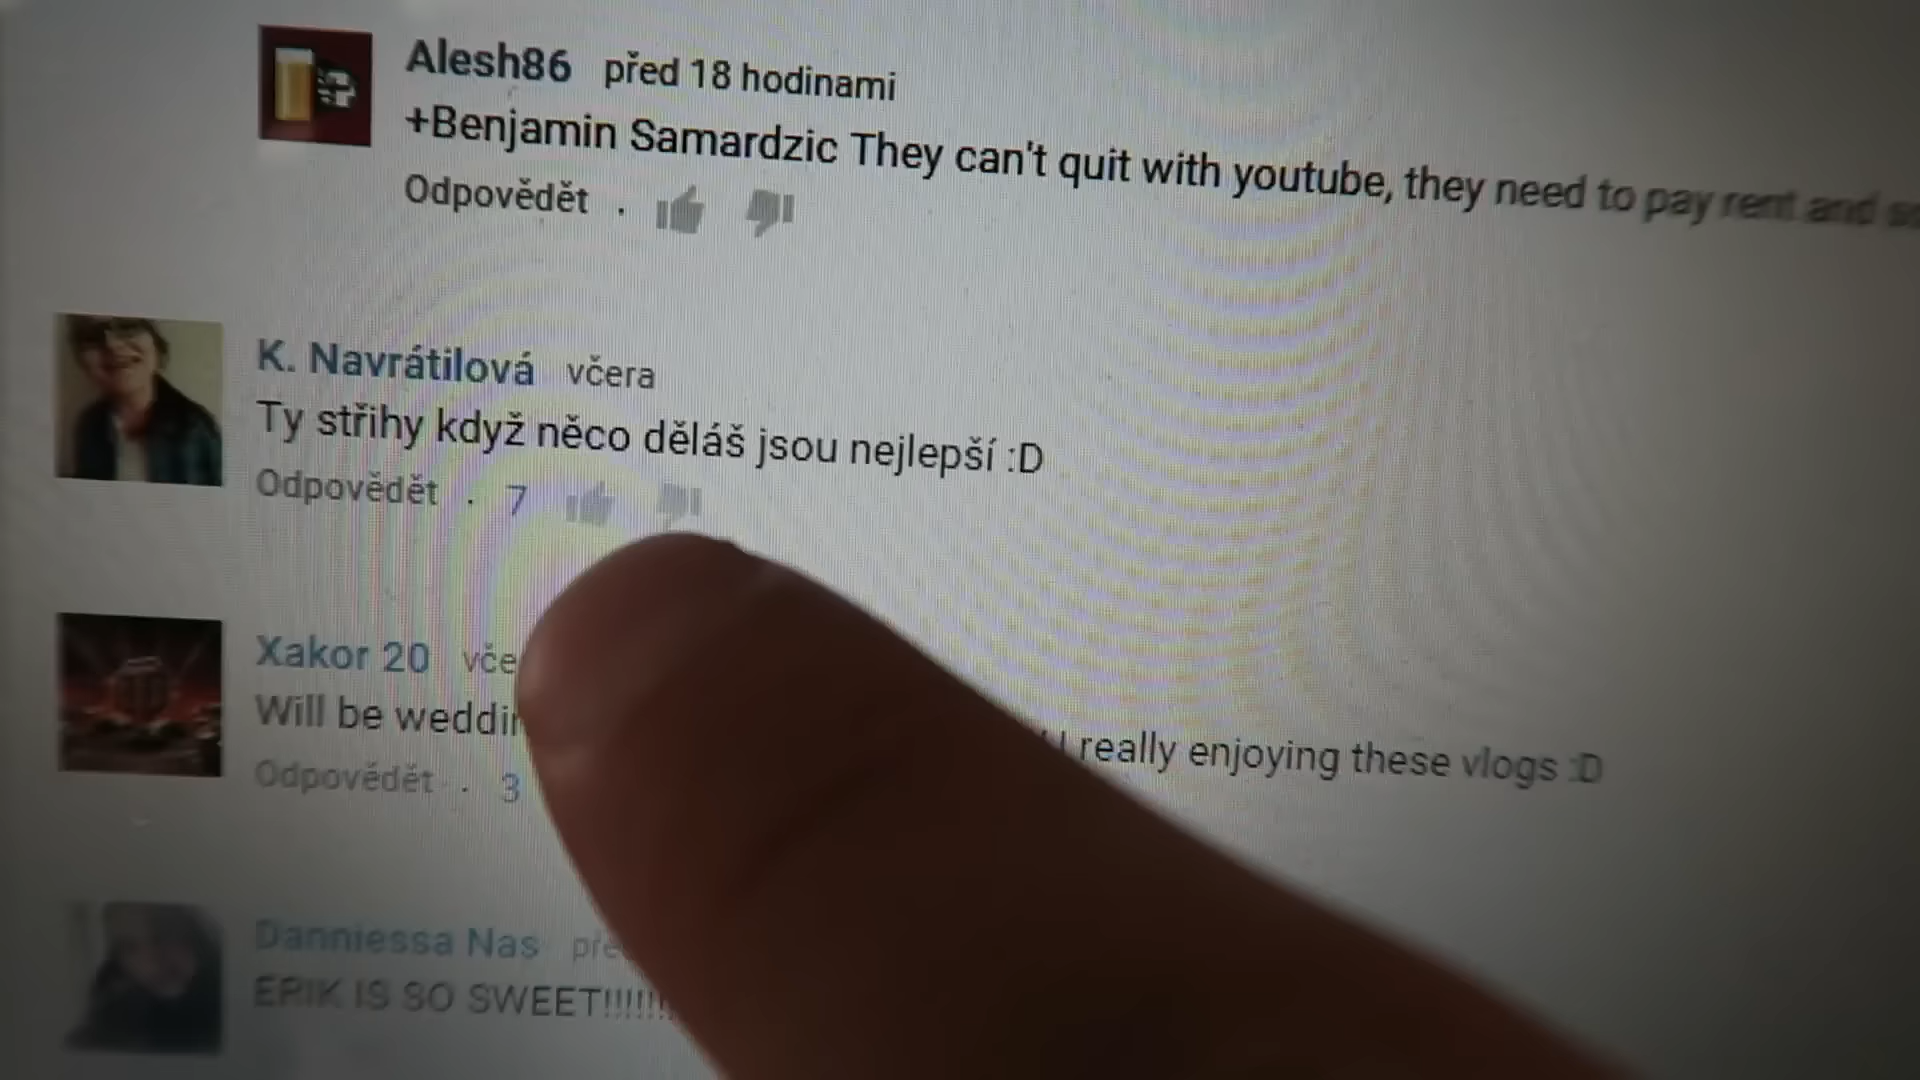 Alesh86 před 18 hodinami
+Benjamin Samardzic They can't quit with youtube, they need to pay rent and
Odpovědět .
K. Navrátilová včera
Ty střihy když něco děláš jsou nejlepší :D
Odpovědět . 7
Xakor 20
Will be really enjoying these vlogs :D
Odpovědět . 3
Danniessa Nas
ERIK IS SO SWEET!!!!!!!